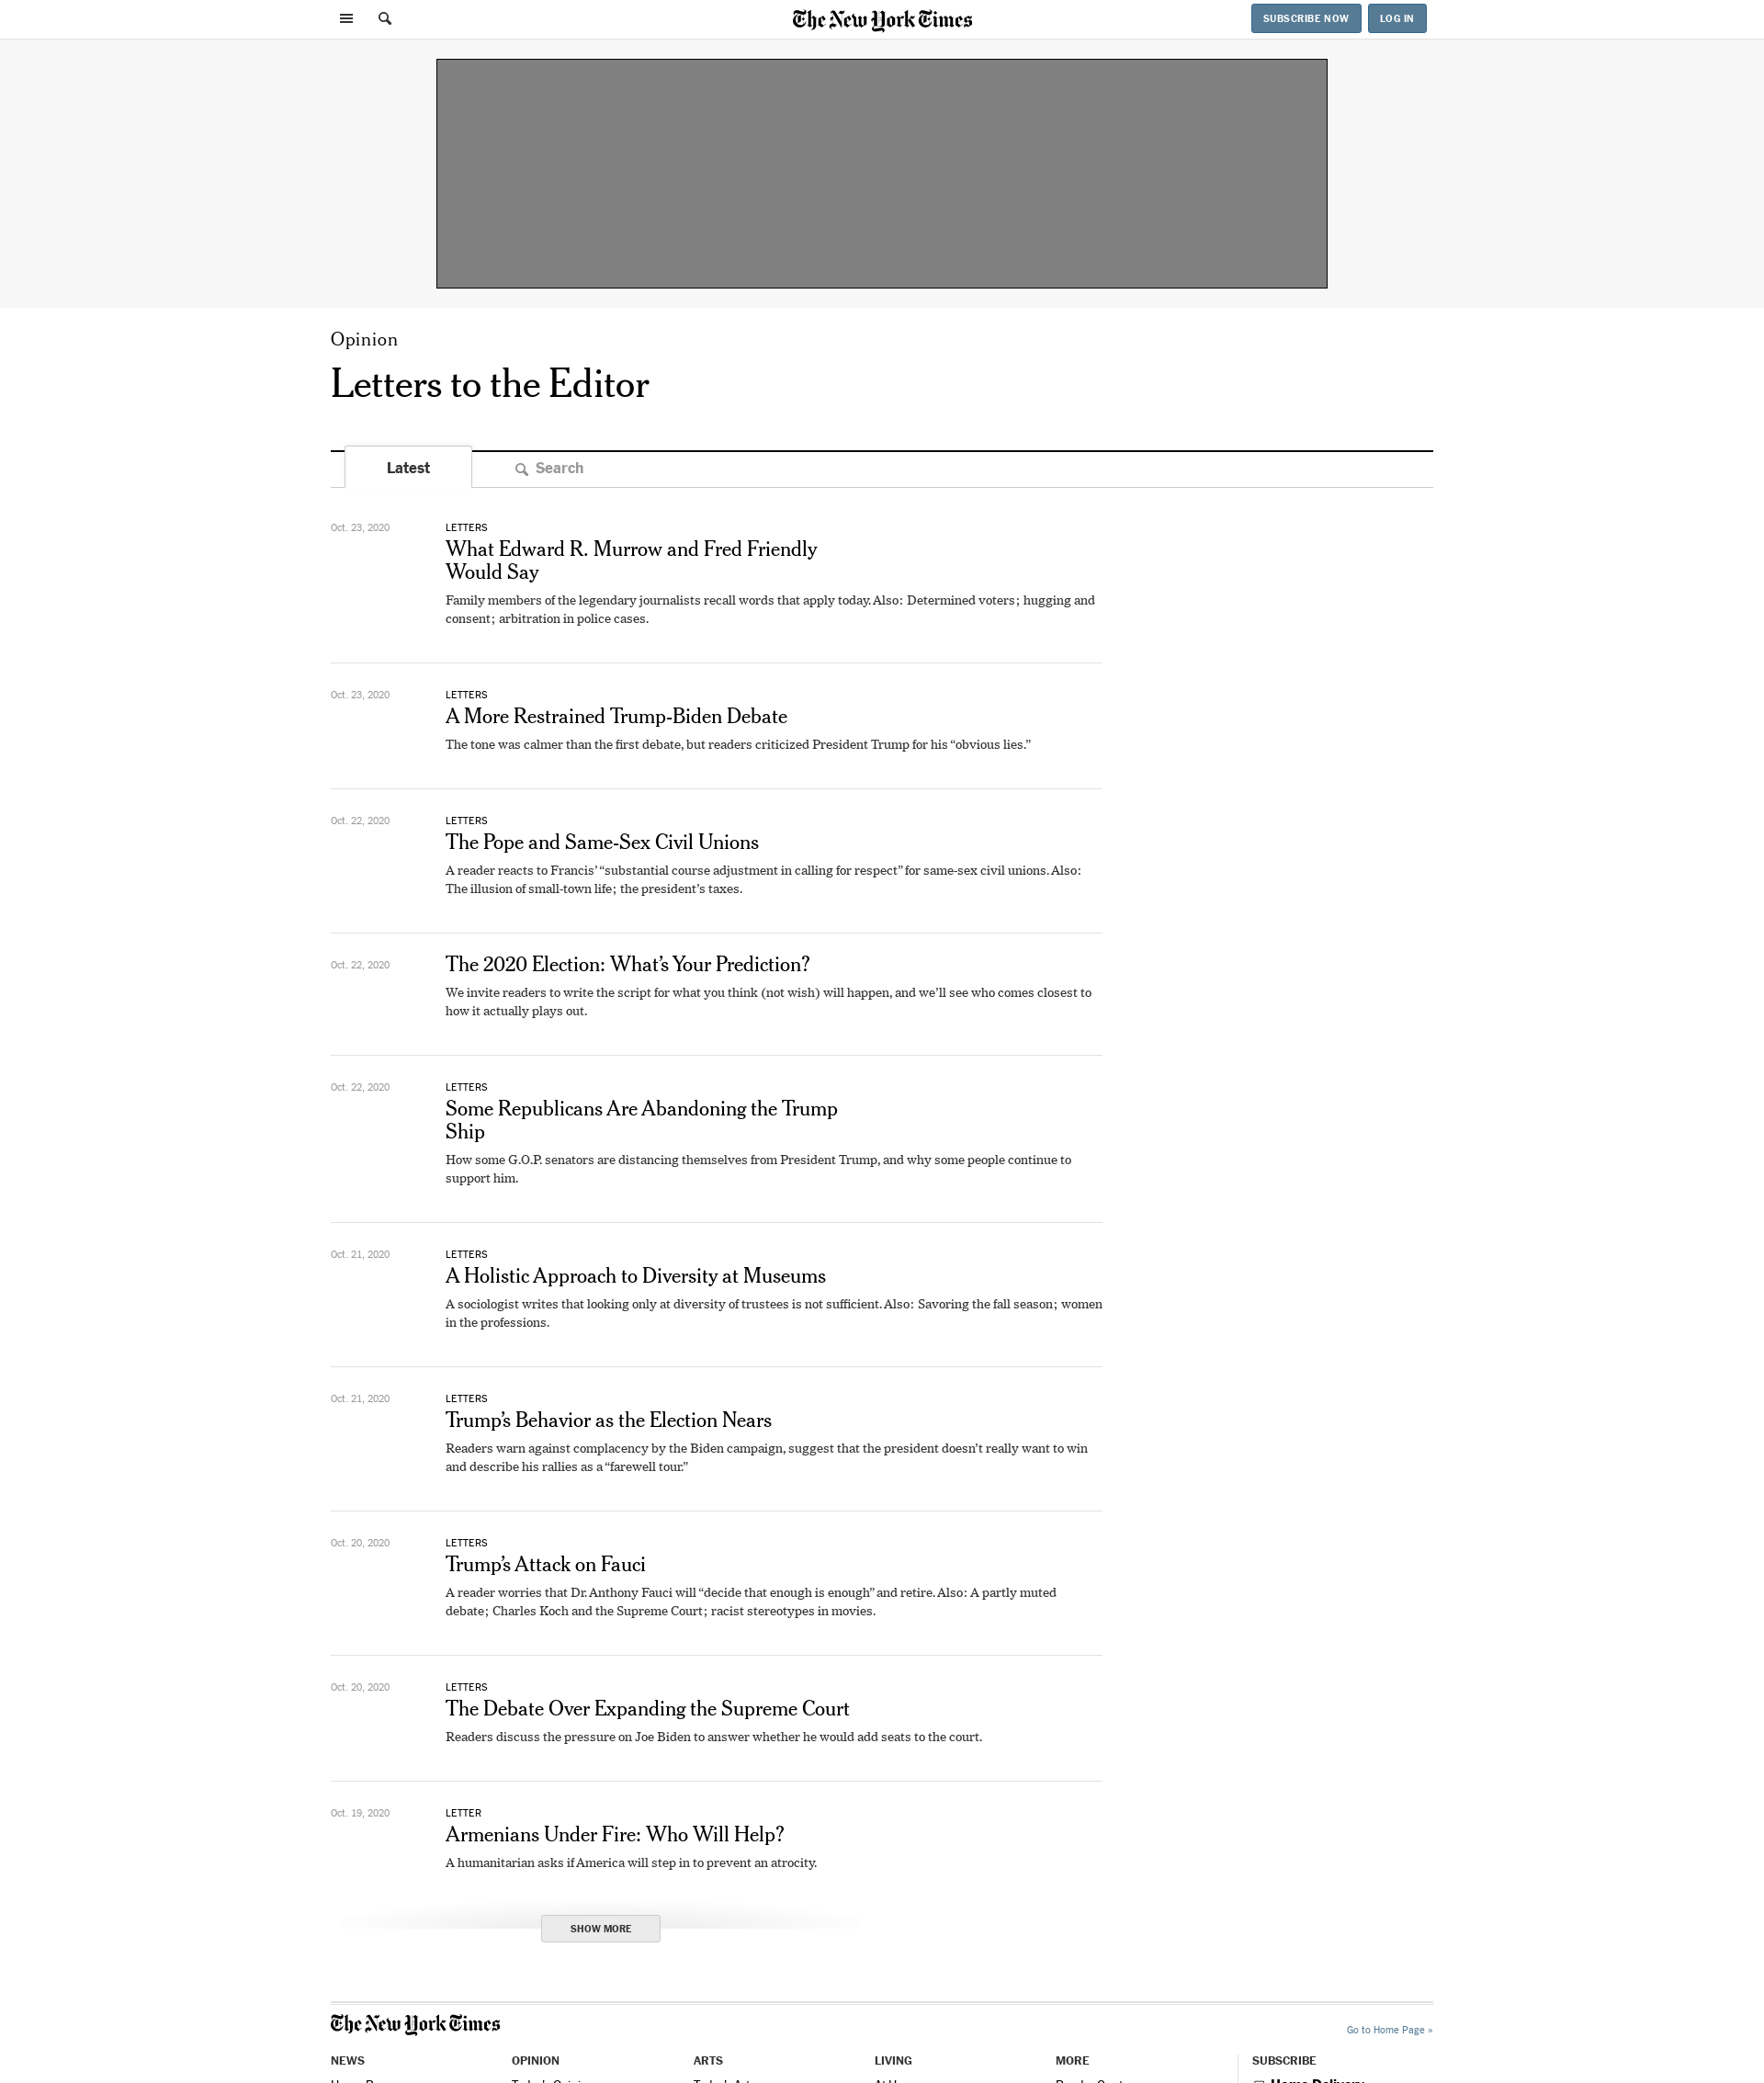 The New York Times
SUBSCRIBE NOW
LOG IN
Opinion
Letters to the Editor
Latest
Search
Oct. 23, 2020
LETTERS
What Edward R. Murrow and Fred Friendly
Would Say
Family members of the legendary journalists recall words that apply today. Also: Determined voters; hugging and
consent; arbitration in police cases.
Oct. 23, 2020
LETTERS
A More Restrained Trump-Biden Debate
The tone was calmer than the first debate, but readers criticized President Trump for his “obvious lies.”
Oct. 22, 2020
LETTERS
The Pope and Same-Sex Civil Unions
A reader reacts to Francis’ “substantial course adjustment in calling for respect” for same-sex civil unions. Also:
The illusion of small-town life; the president’s taxes.
Oct. 22, 2020
The 2020 Election: What’s Your Prediction?
We invite readers to write the script for what you think (not wish) will happen, and we’ll see who comes closest to
how it actually plays out.
Oct. 22, 2020
LETTERS
Some Republicans Are Abandoning the Trump
Ship
How some G.O.P. senators are distancing themselves from President Trump, and why some people continue to
support him.
Oct. 21, 2020
LETTERS
A Holistic Approach to Diversity at Museums
A sociologist writes that looking only at diversity of trustees is not sufficient. Also: Savoring the fall season; women
in the professions.
Oct. 21, 2020
LETTERS
Trump’s Behavior as the Election Nears
Readers warn against complacency by the Biden campaign, suggest that the president doesn’t really want to win
and describe his rallies as a “farewell tour.”
Oct. 20, 2020
LETTERS
Trump’s Attack on Fauci
A reader worries that Dr. Anthony Fauci will “decide that enough is enough” and retire. Also: A partly muted
debate; Charles Koch and the Supreme Court; racist stereotypes in movies.
Oct. 20, 2020
LETTERS
The Debate Over Expanding the Supreme Court
Readers discuss the pressure on Joe Biden to answer whether he would add seats to the court.
Oct. 19, 2020
LETTER
Armenians Under Fire: Who Will Help?
A humanitarian asks if America will step in to prevent an atrocity.
SHOW MORE
The New York Times
Go to Home Page »
NEWS
OPINION
ARTS
LIVING
MORE
SUBSCRIBE